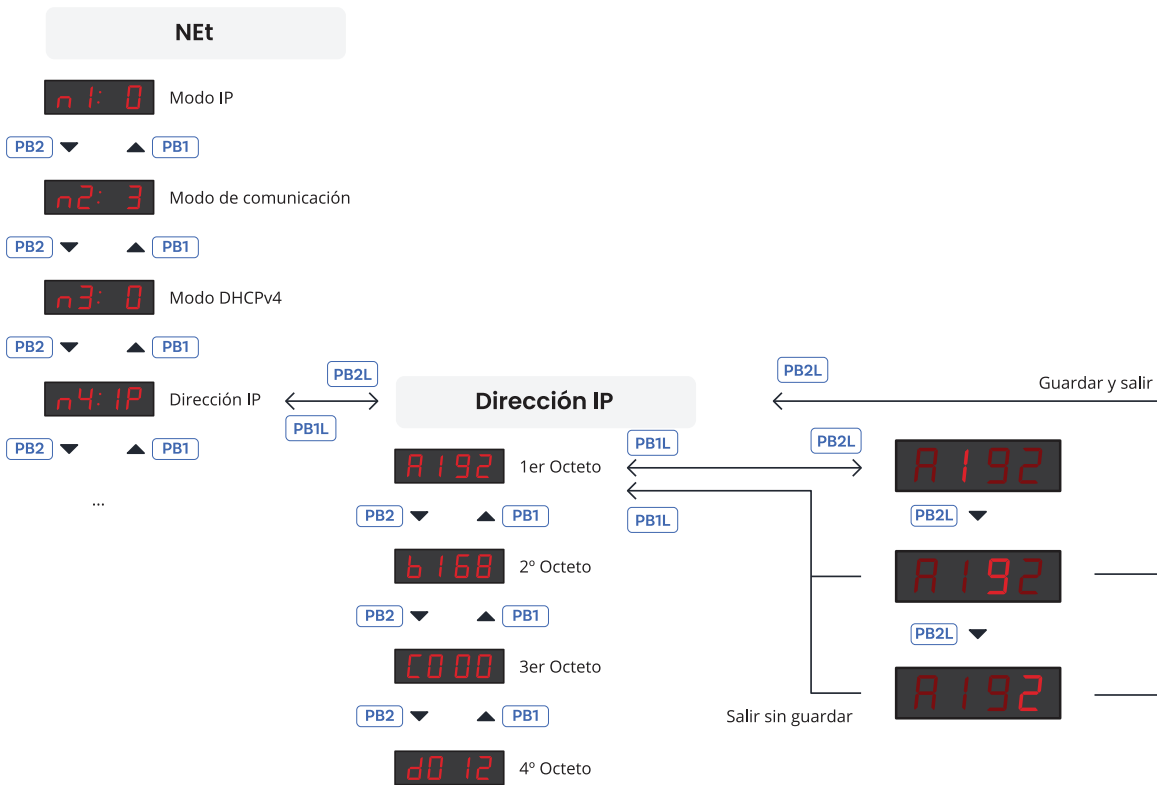 NEt
n1: 0 Modo IP
PB2 PB1
n2: 3 Modo de comunicación
PB2 PB1
n3: 0 Modo DHCPv4
PB2 PB1
n4:IP Dirección IP
PB2 PB1
...
PB2L
PB1L
Dirección IP
A192 1er Octeto
PB2 PB1
b168 2º Octeto
PB2 PB1
C000 3er Octeto
PB2 PB1
d012 4º Octeto
PB2L
Guardar y salir
PB1L
PB2L
PB1L
A192
PB2L
A192
PB2L
A192
Salir sin guardar